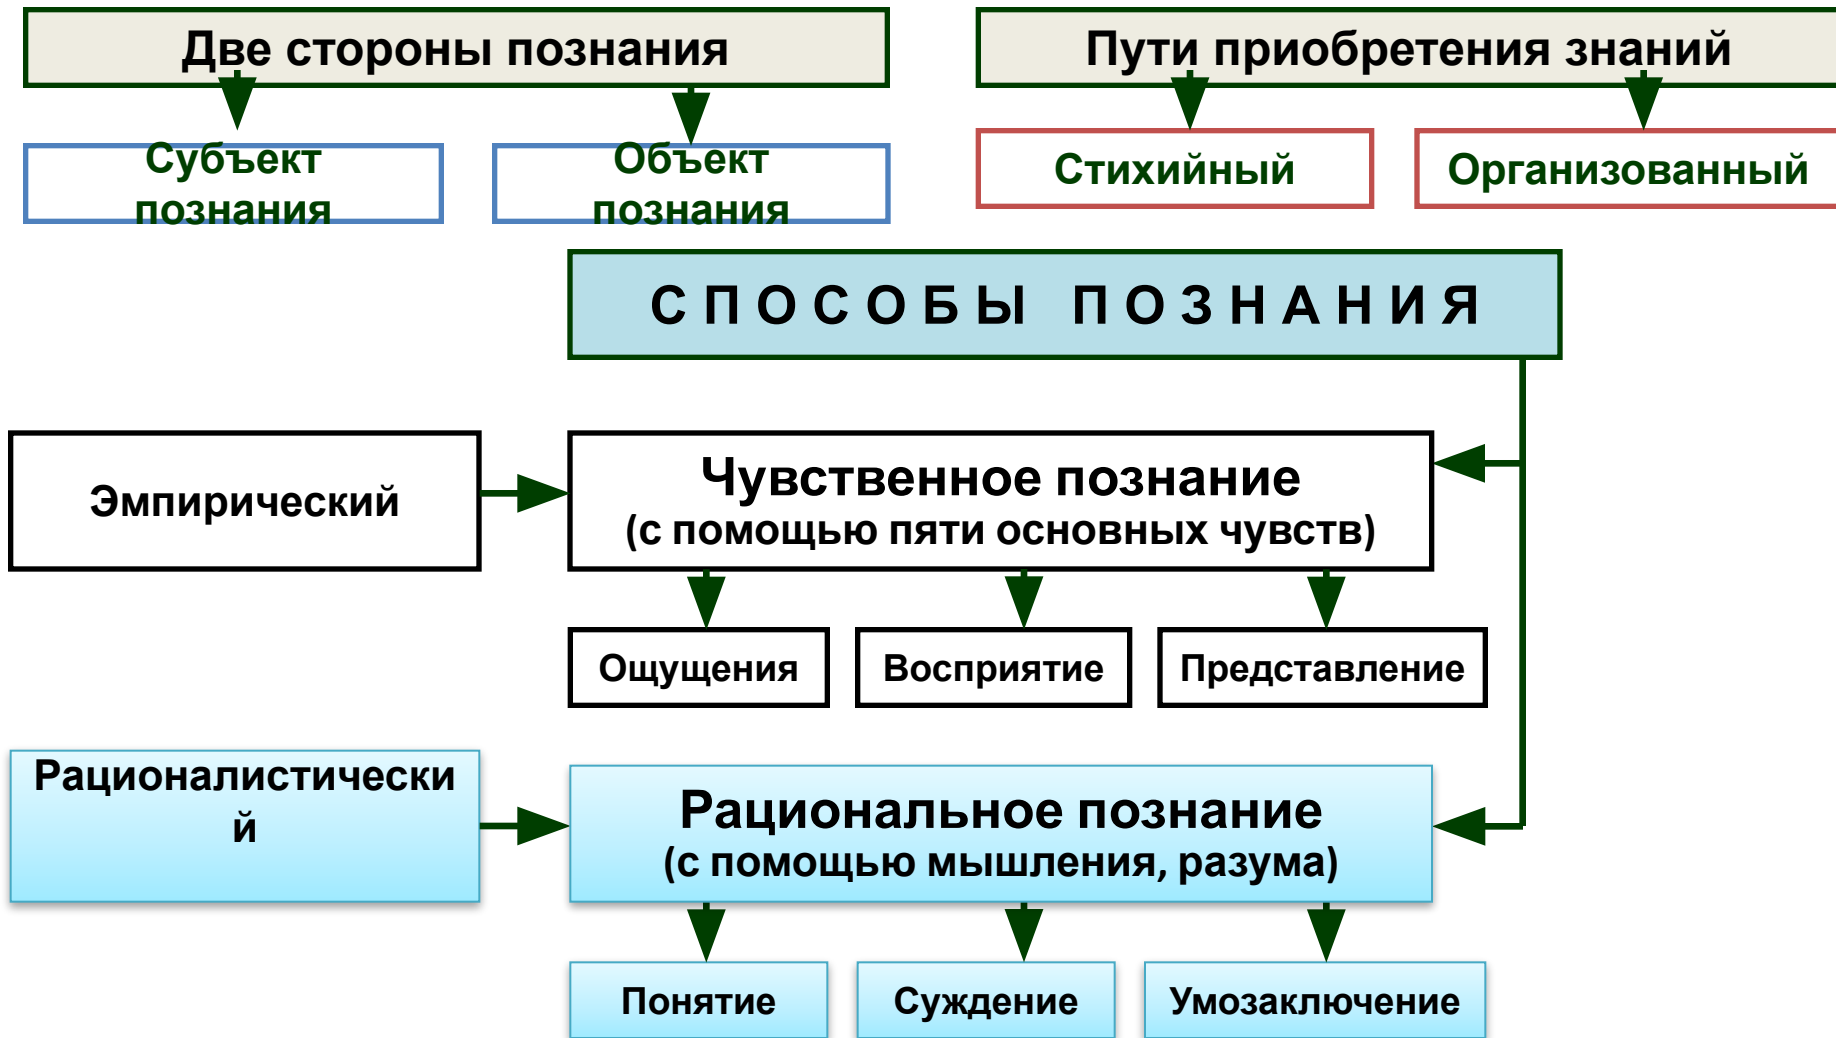 Две стороны познания
Пути приобретения знаний
Субъект
познания
Объект
познания
Стихийный
Организованный
СПОСОБЫ ПОЗНАНИЯ
Эмпирический
Чувственное познание
(с помощью пяти основных чувств)
Ощущения
Восприятие
Представление
Рационалистически
й
Рациональное познание
(с помощью мышления, разума)
Понятие
Суждение
Умозаключение